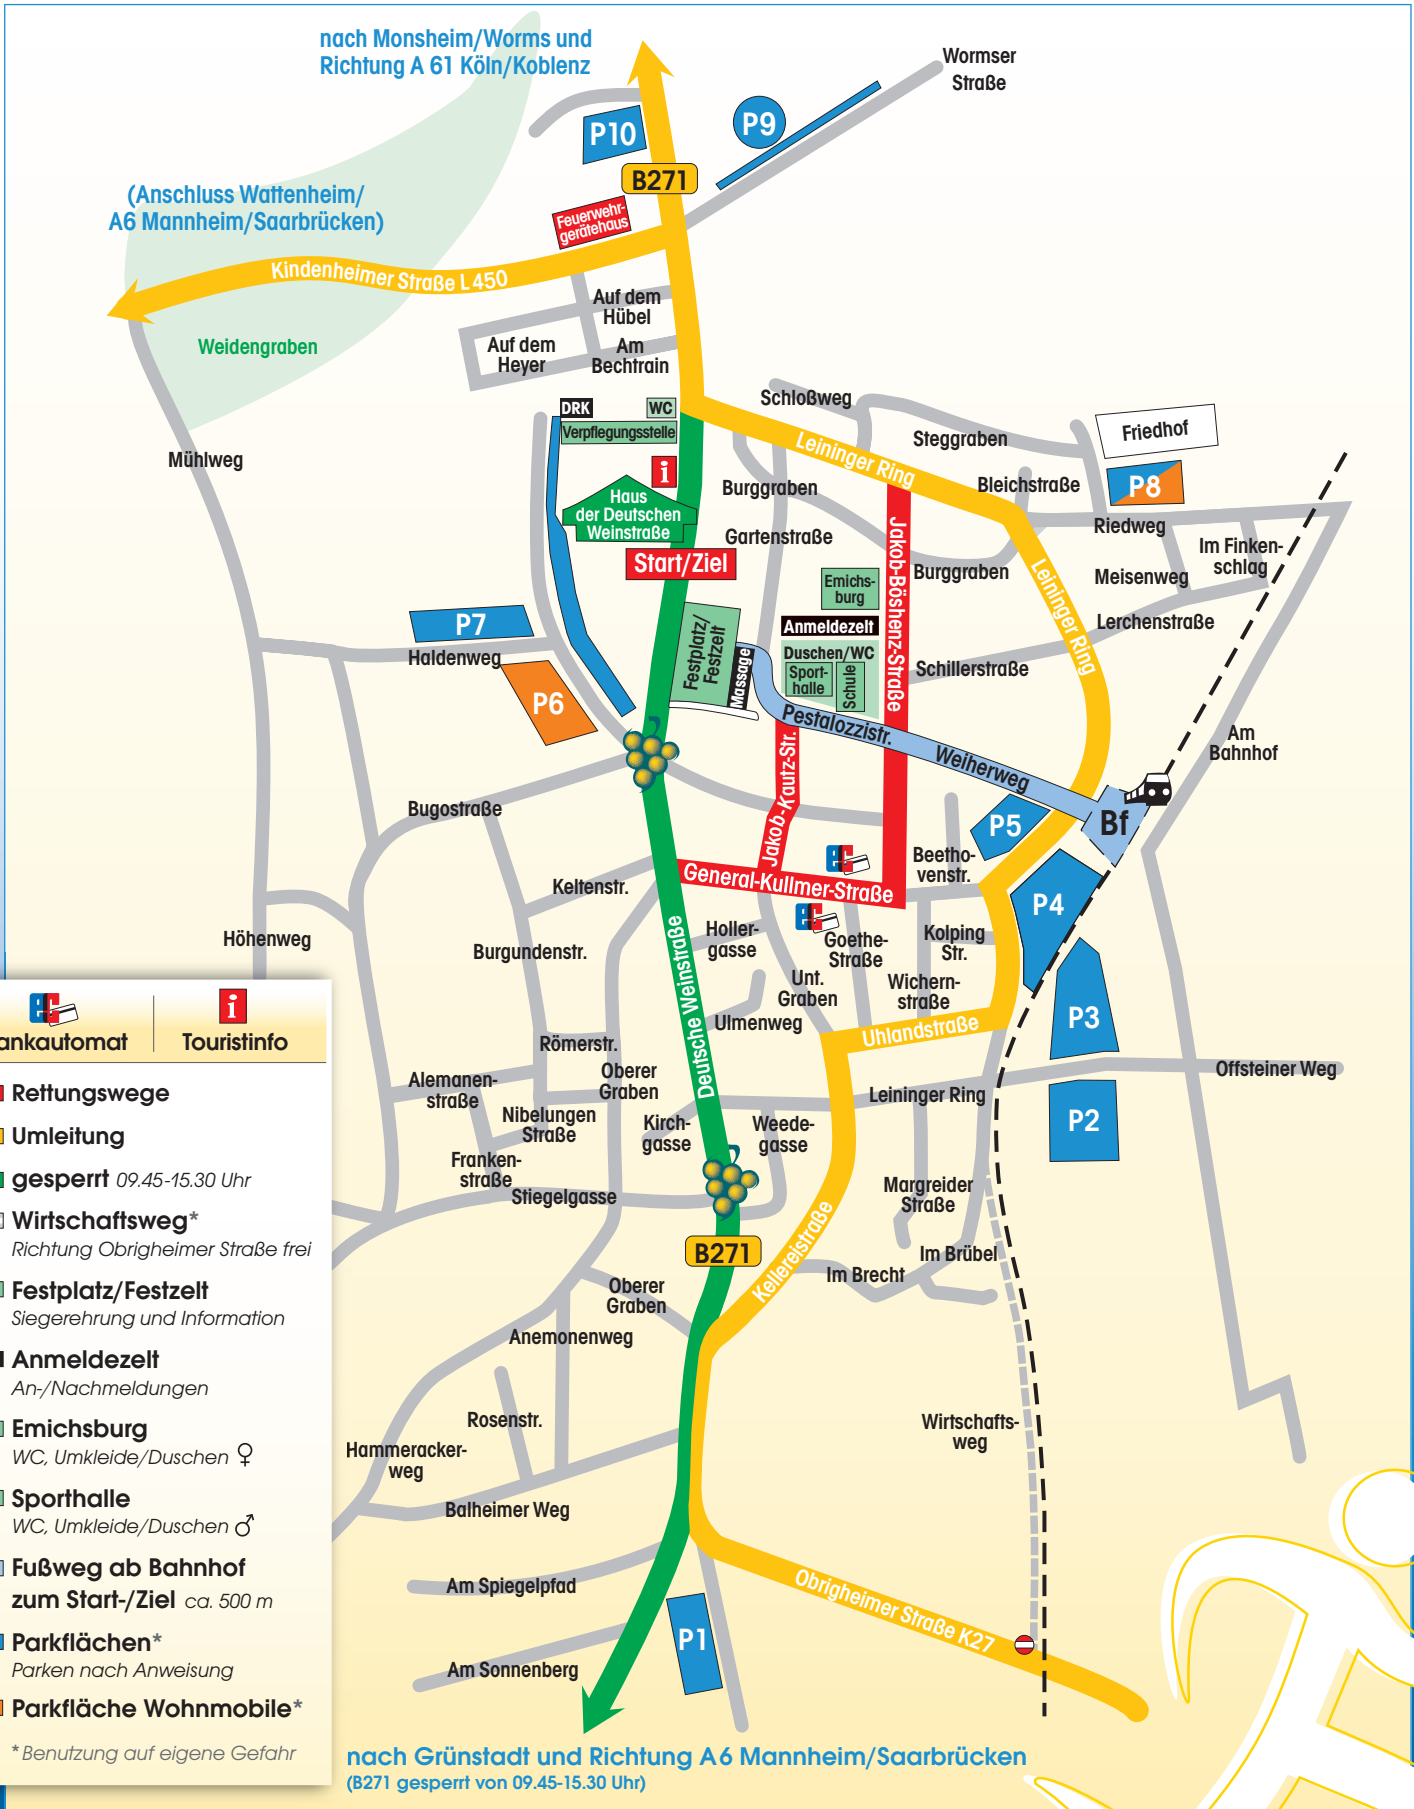 nach Monsheim/Worms und
Richtung A 61 Köln/Koblenz
Wormser
Straße
P10
P9
B271
(Anschluss Wattenheim/
A6 Mannheim/Saarbrücken)
Feuerwehr-
gerätehaus
Kindenheimer Straße L450
Auf dem
Hübel
Weidengraben
Auf dem
Heyer
Am
Bechtrain
Schloßweg
DRK
WC
Verpflegungsstelle
Steggraben
Friedhof
Leininger Ring
Mühlweg
i
Burggraben
Bleichstraße
P8
Haus
der Deutschen
Weinstraße
Gartenstraße
Riedweg
Im Finken-
schlag
Start/Ziel
Jakob-Böshenz-Straße
Burggraben
Leininger Ring
Meisenweg
Emichs-
burg
P7
Festplatz/
Festzelt
Anmeldezelt
Lerchenstraße
Haldenweg
Massage
Duschen/WC
Sport-
halle
Schule
Schillerstraße
P6
Pestalozzistr.
Weiherweg
Am
Bahnhof
Jakob-Kautz-Str.
Bugostraße
P5
Bf
Beetho-
venstr.
Keltenstr.
General-Kullmer-Straße
P4
Höhenweg
Burgundenstr.
Deutsche Weinstraße
Holler-
gasse
Goethe-
Straße
Kolping
Str.
Unt.
Graben
Wichern-
straße
P3
Ulmenweg
Uhlandstraße
Römerstr.
Offsteiner Weg
Alemanen-
straße
Oberer
Graben
Leininger Ring
P2
Nibelungen
Straße
Kirch-
gasse
Weede-
gasse
Franken-
straße
Stiegelgasse
Margreider
Straße
B271
Kellereistraße
Im Brübel
Im Brecht
Oberer
Graben
Anemonenweg
Rosenstr.
Wirtschafts-
weg
Hammeracker-
weg
Balheimer Weg
Am Spiegelpfad
Obrigheimer Straße K27
P1
Am Sonnenberg
nach Grünstadt und Richtung A6 Mannheim/Saarbrücken
(B271 gesperrt von 09.45-15.30 Uhr)
ankautomat
i
Touristinfo
Rettungswege
Umleitung
gesperrt 09.45-15.30 Uhr
Wirtschaftsweg*
Richtung Obrigheimer Straße frei
Festplatz/Festzelt
Siegerehrung und Information
Anmeldezelt
An-/Nachmeldungen
Emichsburg
WC, Umkleide/Duschen ♀
Sporthalle
WC, Umkleide/Duschen ♂
Fußweg ab Bahnhof
zum Start-/Ziel ca. 500 m
Parkflächen*
Parken nach Anweisung
Parkfläche Wohnmobile*
*Benutzung auf eigene Gefahr